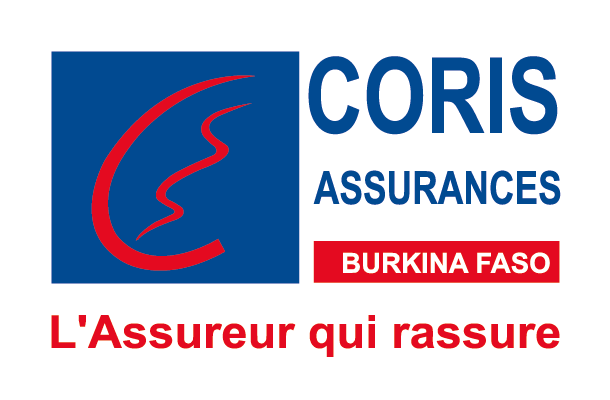 CORIS
ASSURANCES
BURKINA FASO
L'Assureur qui rassure